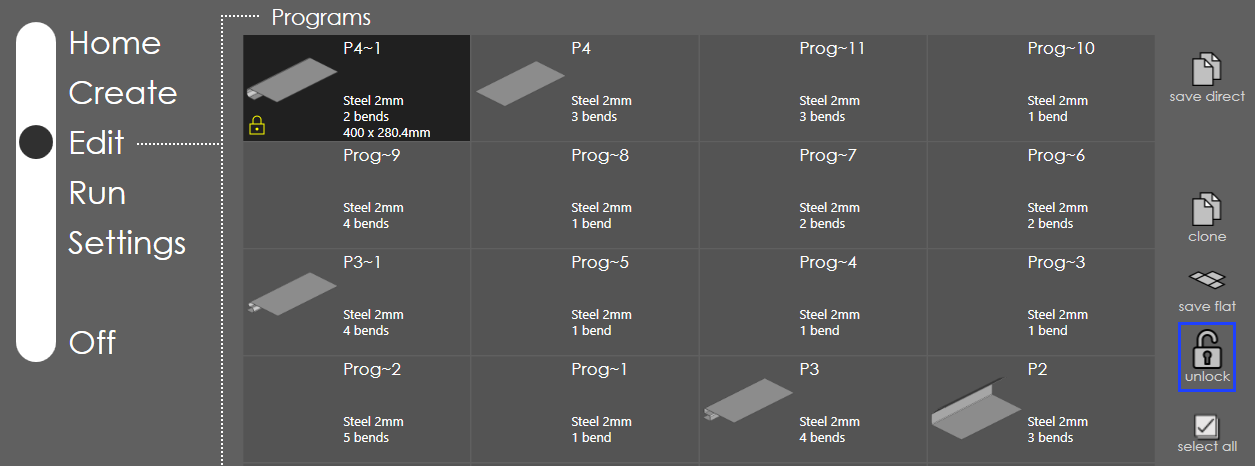 Programs
Home
Create
Edit
Run
Settings
Off
P4~1
Steel 2mm
2 bends
400 x 280.4mm
P4
Steel 2mm
3 bends
Prog~11
Steel 2mm
3 bends
Prog~10
Steel 2mm
1 bend
Prog~9
Steel 2mm
4 bends
Prog~8
Steel 2mm
1 bend
Prog~7
Steel 2mm
2 bends
Prog~6
Steel 2mm
2 bends
P3~1
Steel 2mm
4 bends
Prog~5
Steel 2mm
1 bend
Prog~4
Steel 2mm
1 bend
Prog~3
Steel 2mm
1 bend
Prog~2
Steel 2mm
5 bends
Prog~1
Steel 2mm
1 bend
P3
Steel 2mm
4 bends
P2
Steel 2mm
3 bends
save direct
clone
save flat
unlock
select all